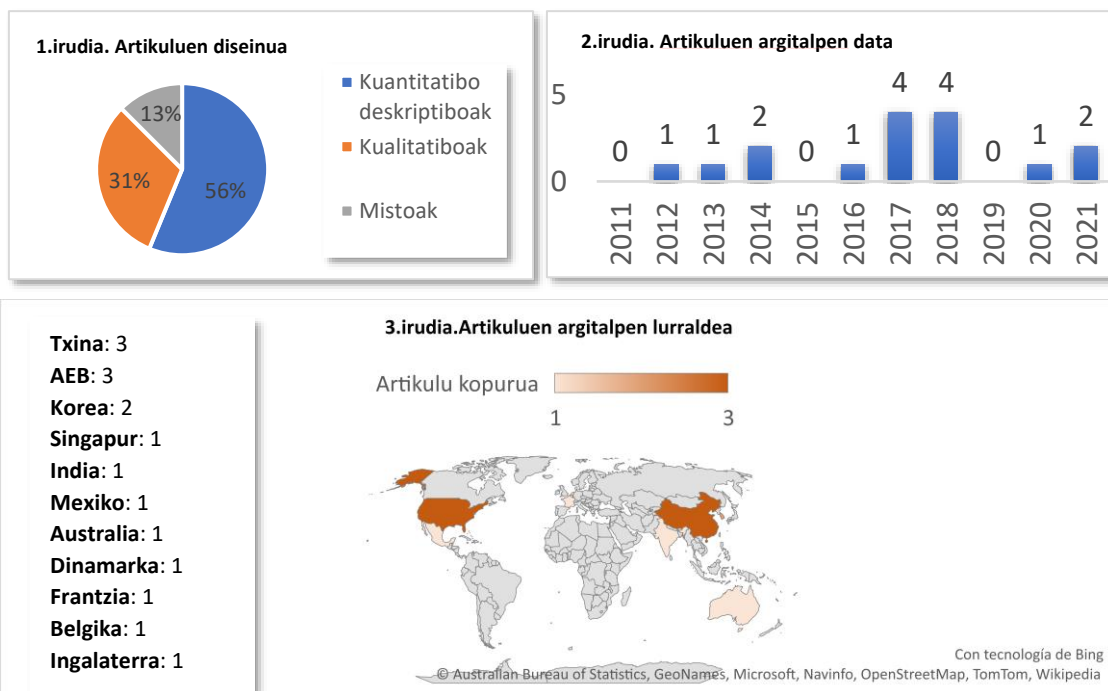 1.irudia. Artikuluen diseinua
13%
31%
56%
Kuantitatibo
deskriptiboak
Kualitatiboak
Mistoak
2.irudia. Artikuluen argitalpen data
5
0
0 1 1 2 0 1 4 4 0 1 2
2011 2012 2013 2014 2015 2016 2017 2018 2019 2020 2021
Txina: 3
AEB: 3
Korea: 2
Singapur: 1
India: 1
Mexiko: 1
Australia: 1
Dinamarka: 1
Frantzia: 1
Belgika: 1
Ingalaterra: 1
3.irudia.Artikuluen argitalpen lurraldea
Artikulu kopurua
1 3
Con tecnología de Bing
© Australian Bureau of Statistics, GeoNames, Microsoft, Navinfo, OpenStreetMap, TomTom, Wikipedia